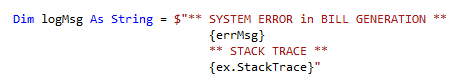 Dim logMsg As String = $"** SYSTEM ERROR in BILL GENERATION **
{errMsg}
** STACK TRACE **
{ex.StackTrace}"